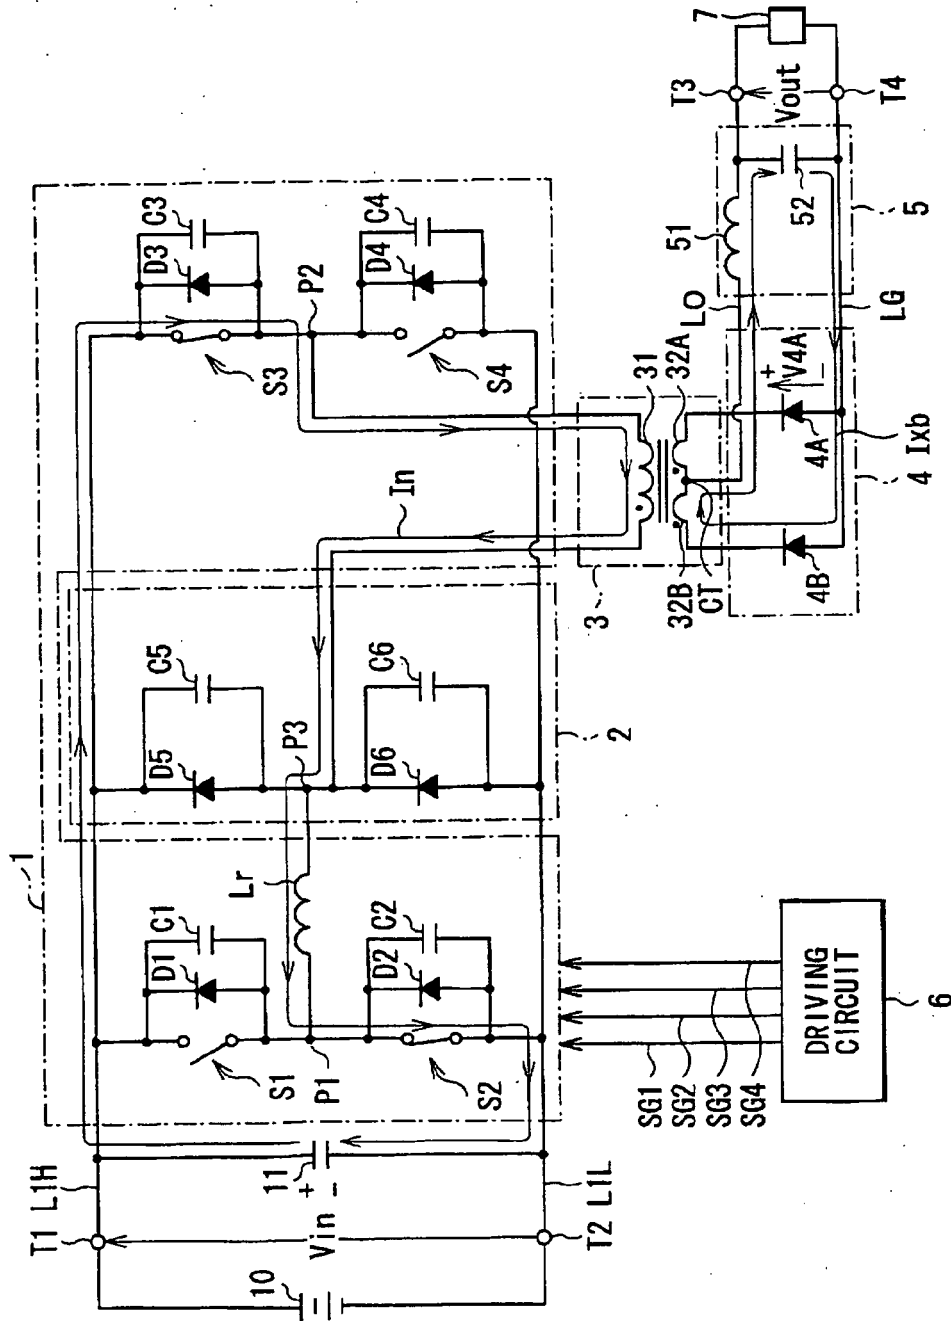 1
T1
L1H
10
Vin
11
+
-
T2
L1L
S1
D1
C1
P1
Lr
S2
D2
C2
D5
C5
P3
D6
C6
2
In
S3
D3
C3
P2
S4
D4
C4
3
31
32A
32B
CT
4A
4B
V4A
+
-
4
Ixb
LO
LG
51
52
5
T3
T4
Vout
7
SG1
SG2
SG3
SG4
DRIVING
CIRCUIT
6